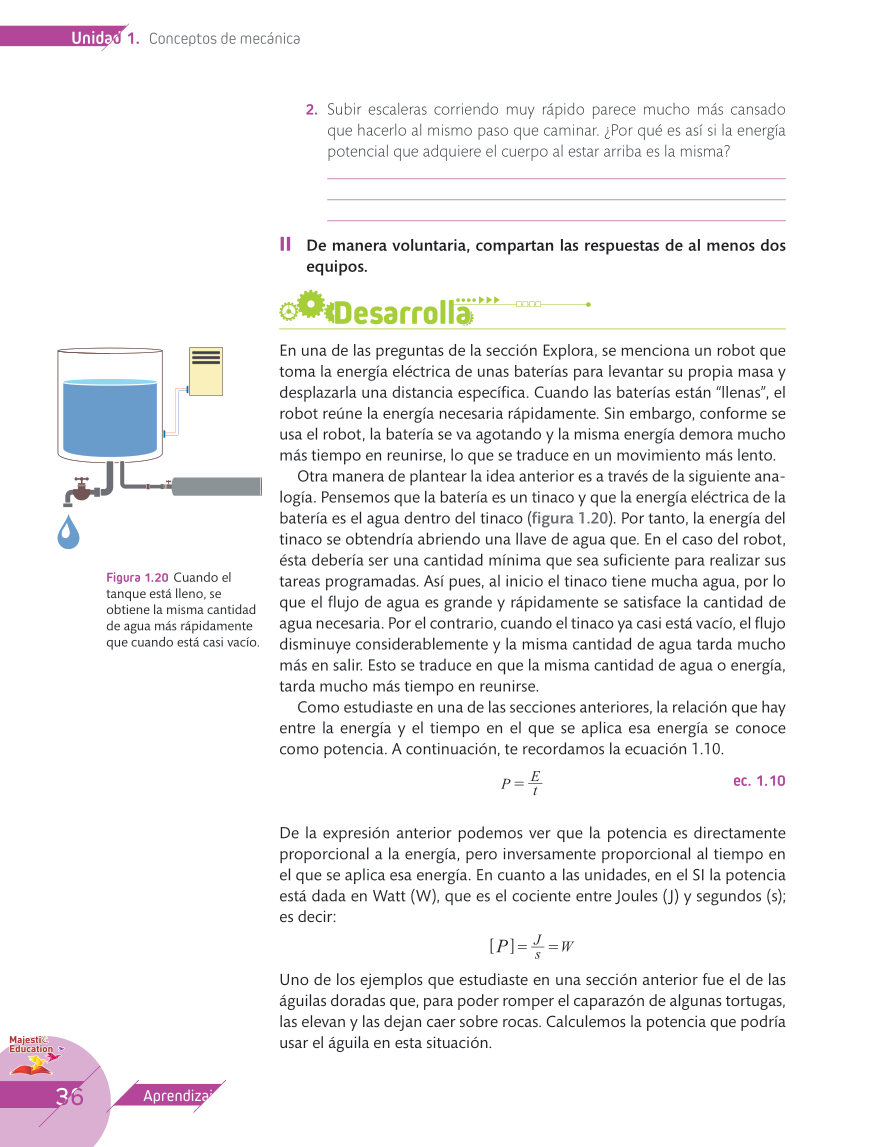 Unidad 1. Conceptos de mecánica
2. Subir escaleras corriendo muy rápido parece mucho más cansado
que hacerlo al mismo paso que caminar. ¿Por qué es así si la energía
potencial que adquiere el cuerpo al estar arriba es la misma?
II De manera voluntaria, compartan las respuestas de al menos dos
equipos.
Desarrolla
En una de las preguntas de la sección Explora, se menciona un robot que
toma la energía eléctrica de unas baterías para levantar su propia masa y
desplazarla una distancia específica. Cuando las baterías están “llenas”, el
robot reúne la energía necesaria rápidamente. Sin embargo, conforme se
usa el robot, la batería se va agotando y la misma energía demora mucho
más tiempo en reunirse, lo que se traduce en un movimiento más lento.
Otra manera de plantear la idea anterior es a través de la siguiente ana-
logía. Pensemos que la batería es un tinaco y que la energía eléctrica de la
batería es el agua dentro del tinaco (figura 1.20). Por tanto, la energía del
tinaco se obtendría abriendo una llave de agua que. En el caso del robot,
ésta debería ser una cantidad mínima que sea suficiente para realizar sus
tareas programadas. Así pues, al inicio el tinaco tiene mucha agua, por lo
que el flujo de agua es grande y rápidamente se satisface la cantidad de
agua necesaria. Por el contrario, cuando el tinaco ya casi está vacío, el flujo
disminuye considerablemente y la misma cantidad de agua tarda mucho
más en salir. Esto se traduce en que la misma cantidad de agua o energía,
tarda mucho más tiempo en reunirse.
Como estudiaste en una de las secciones anteriores, la relación que hay
entre la energía y el tiempo en el que se aplica esa energía se conoce
como potencia. A continuación, te recordamos la ecuación 1.10.
P = E/t ec. 1.10
De la expresión anterior podemos ver que la potencia es directamente
proporcional a la energía, pero inversamente proporcional al tiempo en
el que se aplica esa energía. En cuanto a las unidades, en el SI la potencia
está dada en Watt (W), que es el cociente entre Joules (J) y segundos (s);
es decir:
[P] = J/s = W
Uno de los ejemplos que estudiaste en una sección anterior fue el de las
águilas doradas que, para poder romper el caparazón de algunas tortugas,
las elevan y las dejan caer sobre rocas. Calculemos la potencia que podría
usar el águila en esta situación.
Figura 1.20 Cuando el
tanque está lleno, se
obtiene la misma cantidad
de agua más rápidamente
que cuando está casi vacío.
Majestic
Education
36